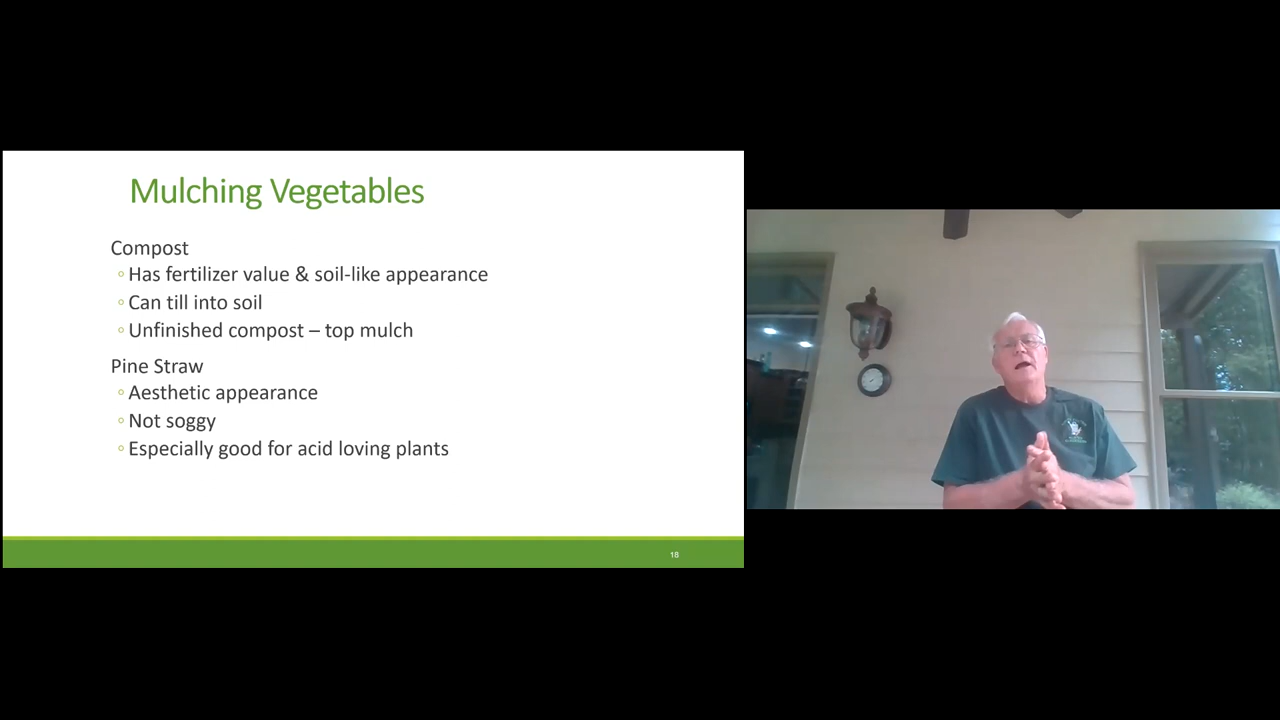 Mulching Vegetables
Compost
◦Has fertilizer value & soil-like appearance
◦Can till into soil
◦Unfinished compost – top mulch
Pine Straw
◦Aesthetic appearance
◦Not soggy
◦Especially good for acid loving plants
18